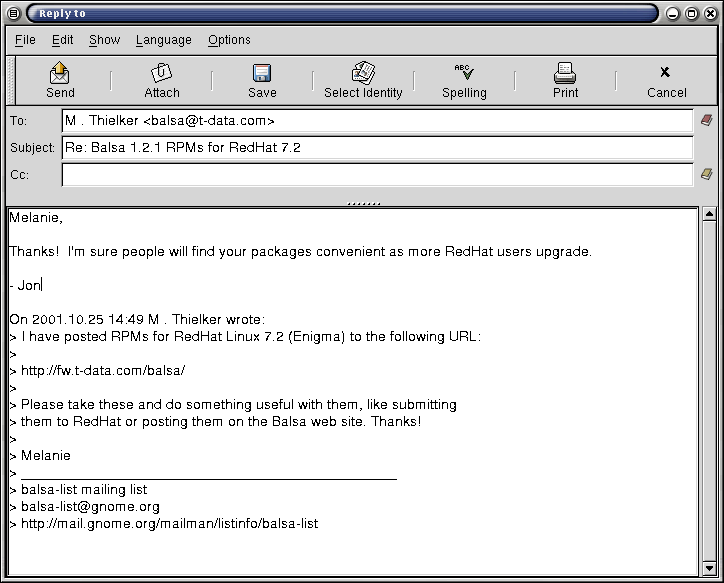 Reply to
File Edit Show Language Options
ABC
Send Attach Save Select Identity Spelling Print Cancel
To: M . Thielker <balsa@t-data.com>
Subject: Re: Balsa 1.2.1 RPMs for RedHat 7.2
Cc:
Melanie,
Thanks!  I'm sure people will find your packages convenient as more RedHat users upgrade.
- Jon
On 2001.10.25 14:49 M . Thielker wrote:
> I have posted RPMs for RedHat Linux 7.2 (Enigma) to the following URL:
>
> http://fw.t-data.com/balsa/
>
> Please take these and do something useful with them, like submitting
> them to RedHat or posting them on the Balsa web site. Thanks!
>
> Melanie
> _______________________________________________
> balsa-list mailing list
> balsa-list@gnome.org
> http://mail.gnome.org/mailman/listinfo/balsa-list